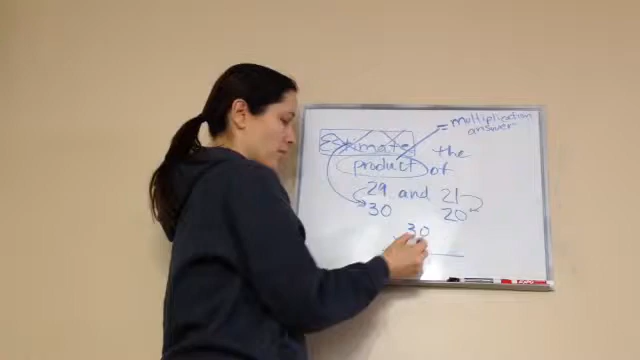 Estimate the
= multiplication
answer
product of
29 and 21
30 20
30